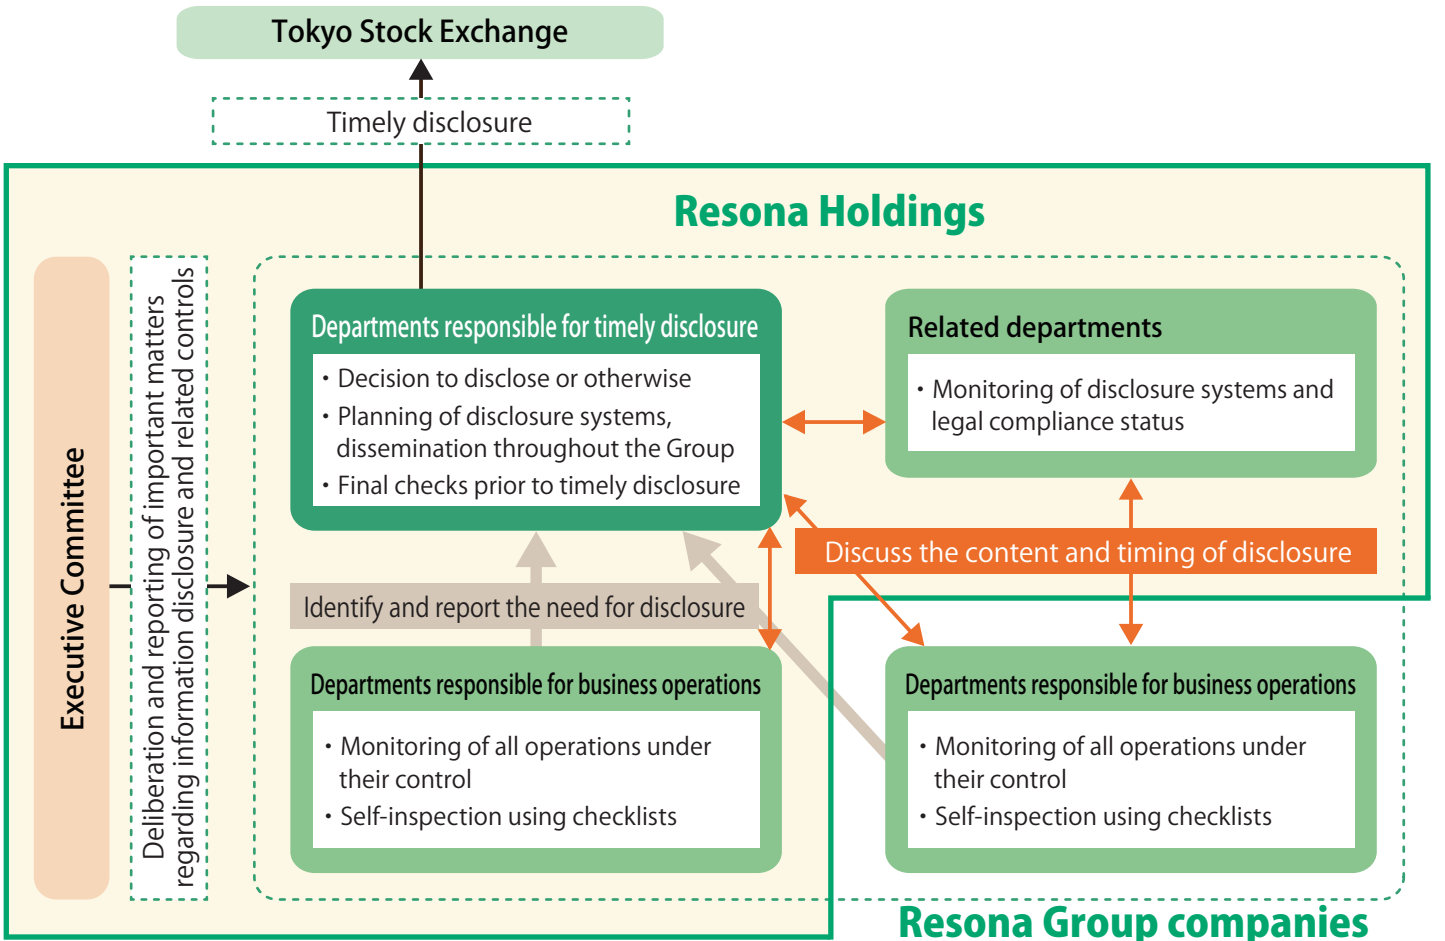 Tokyo Stock Exchange
Timely disclosure
Resona Holdings
Executive Committee
Deliberation and reporting of important matters
regarding information disclosure and related controls
Departments responsible for timely disclosure
・Decision to disclose or otherwise
・Planning of disclosure systems,
dissemination throughout the Group
・Final checks prior to timely disclosure
Related departments
・Monitoring of disclosure systems and
legal compliance status
Discuss the content and timing of disclosure
Identify and report the need for disclosure
Departments responsible for business operations
・Monitoring of all operations under
their control
・Self-inspection using checklists
Departments responsible for business operations
・Monitoring of all operations under
their control
・Self-inspection using checklists
Resona Group companies